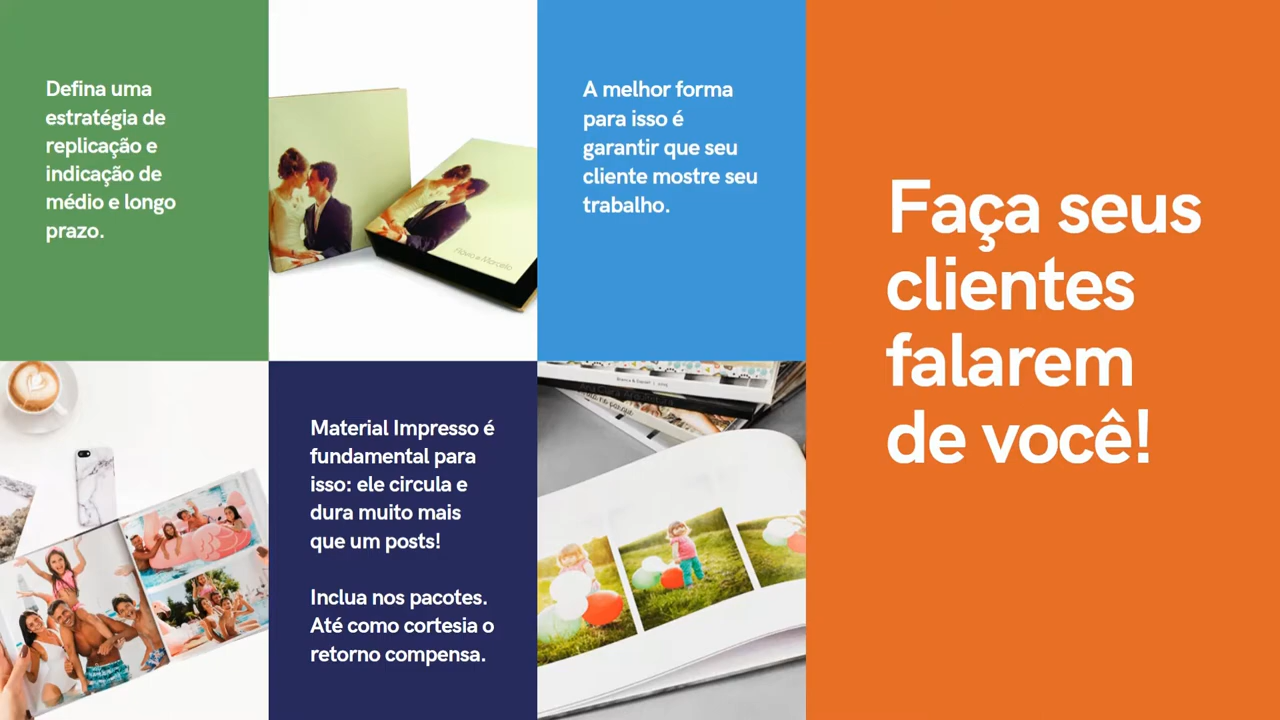 Defina uma
estratégia de
replicação e
indicação de
médio e longo
prazo.
A melhor forma
para isso é
garantir que seu
cliente mostre seu
trabalho.
Material Impresso é
fundamental para
isso: ele circula e
dura muito mais
que um posts!
Inclua nos pacotes.
Até como cortesia o
retorno compensa.
Faça seus
clientes
falarem
de você!